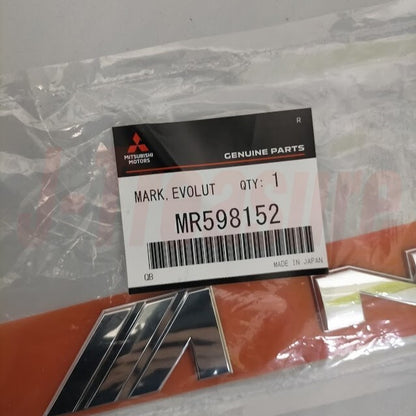 R
MITSUBISHI
MOTORS
GENUINE PARTS
MARK, EVOLUT QTY: 1
MR598152
QB
MADE IN JAPAN